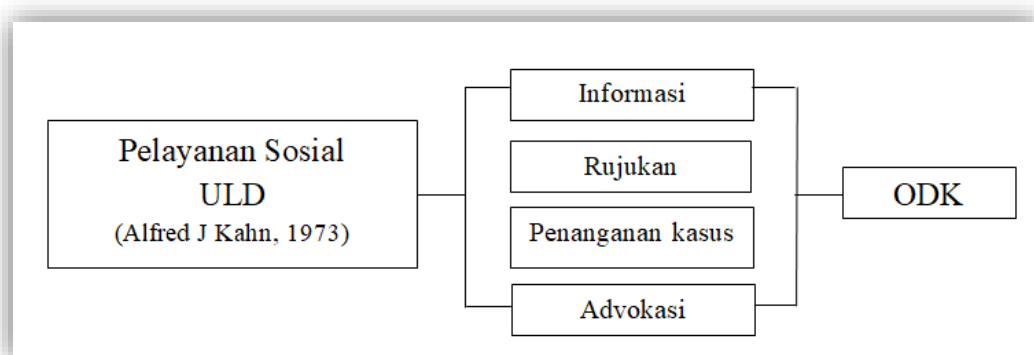 Pelayanan Sosial
ULD
(Alfred J Kahn, 1973)
Informasi
Rujukan
Penanganan kasus
Advokasi
ODK